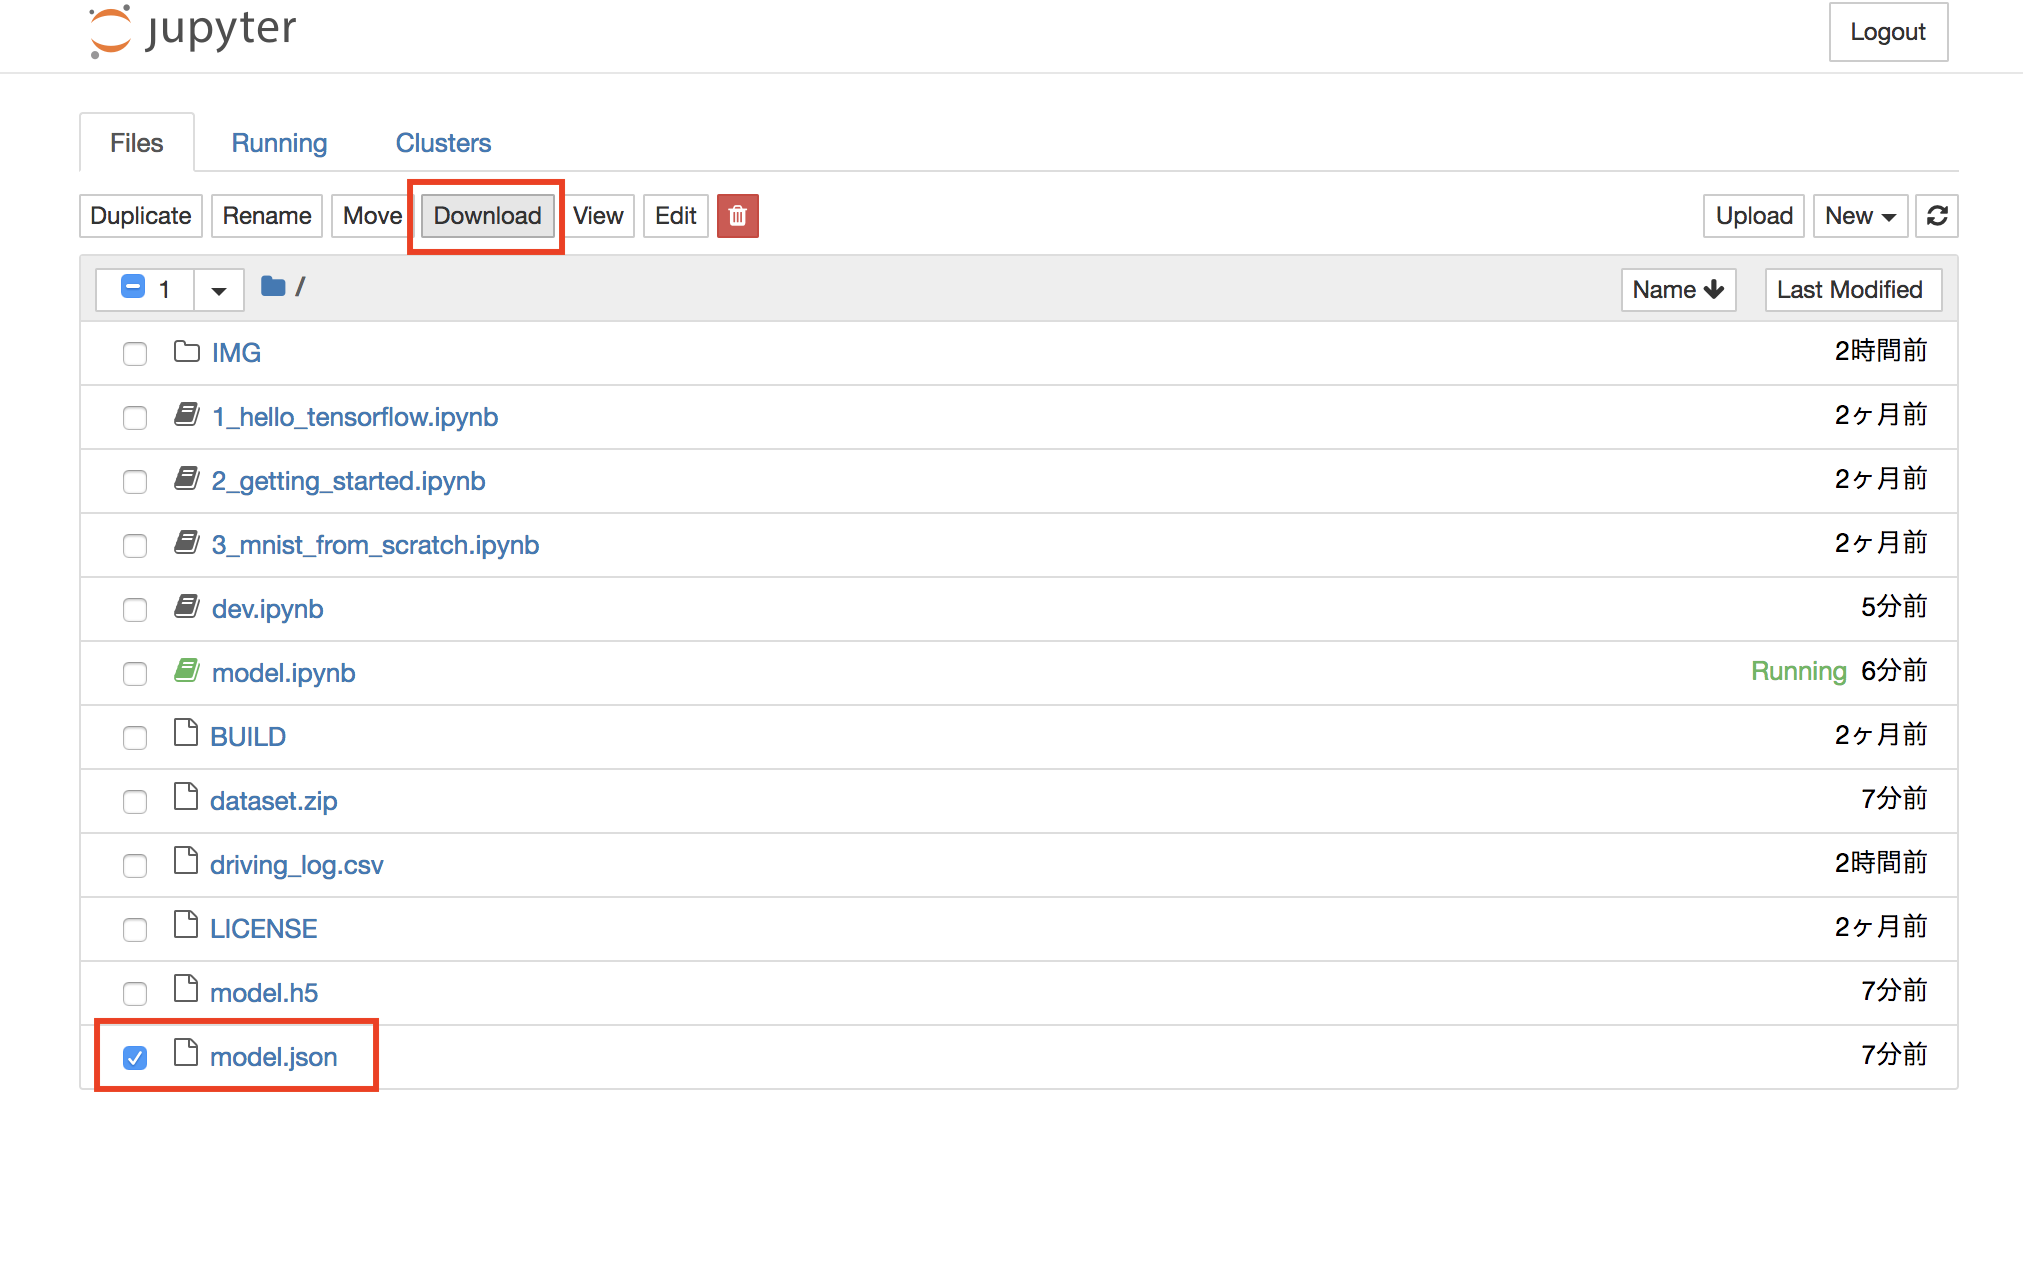 jupyter
Logout
Files Running Clusters
Duplicate Rename Move Download View Edit Upload New
1 / Name Last Modified
IMG 2時間前
1_hello_tensorflow.ipynb 2ヶ月前
2_getting_started.ipynb 2ヶ月前
3_mnist_from_scratch.ipynb 2ヶ月前
dev.ipynb 5分前
model.ipynb Running 6分前
BUILD 2ヶ月前
dataset.zip 7分前
driving_log.csv 2時間前
LICENSE 2ヶ月前
model.h5 7分前
model.json 7分前